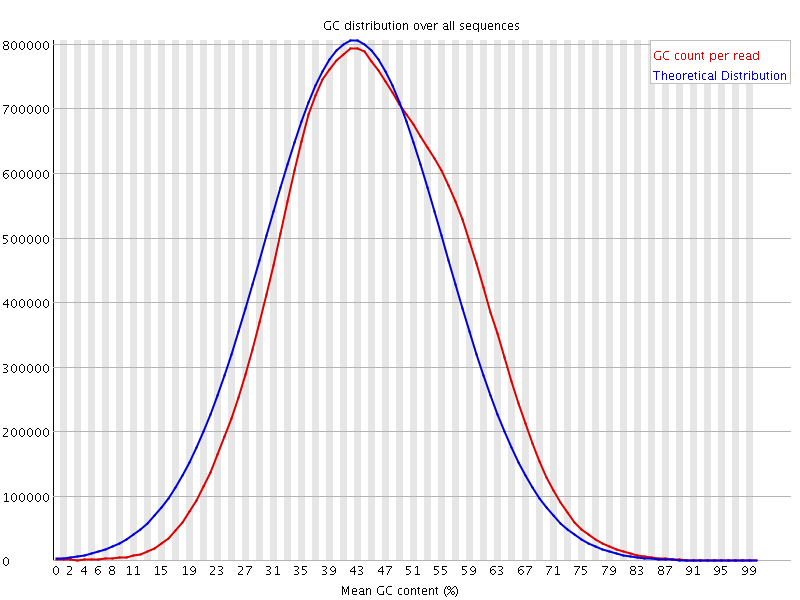 GC distribution over all sequences
GC count per read
Theoretical Distribution
800000
700000
600000
500000
400000
300000
200000
100000
0
0 2 4 6 8 11 15 19 23 27 31 35 39 43 47 51 55 59 63 67 71 75 79 83 87 91 95 99
Mean GC content (%)